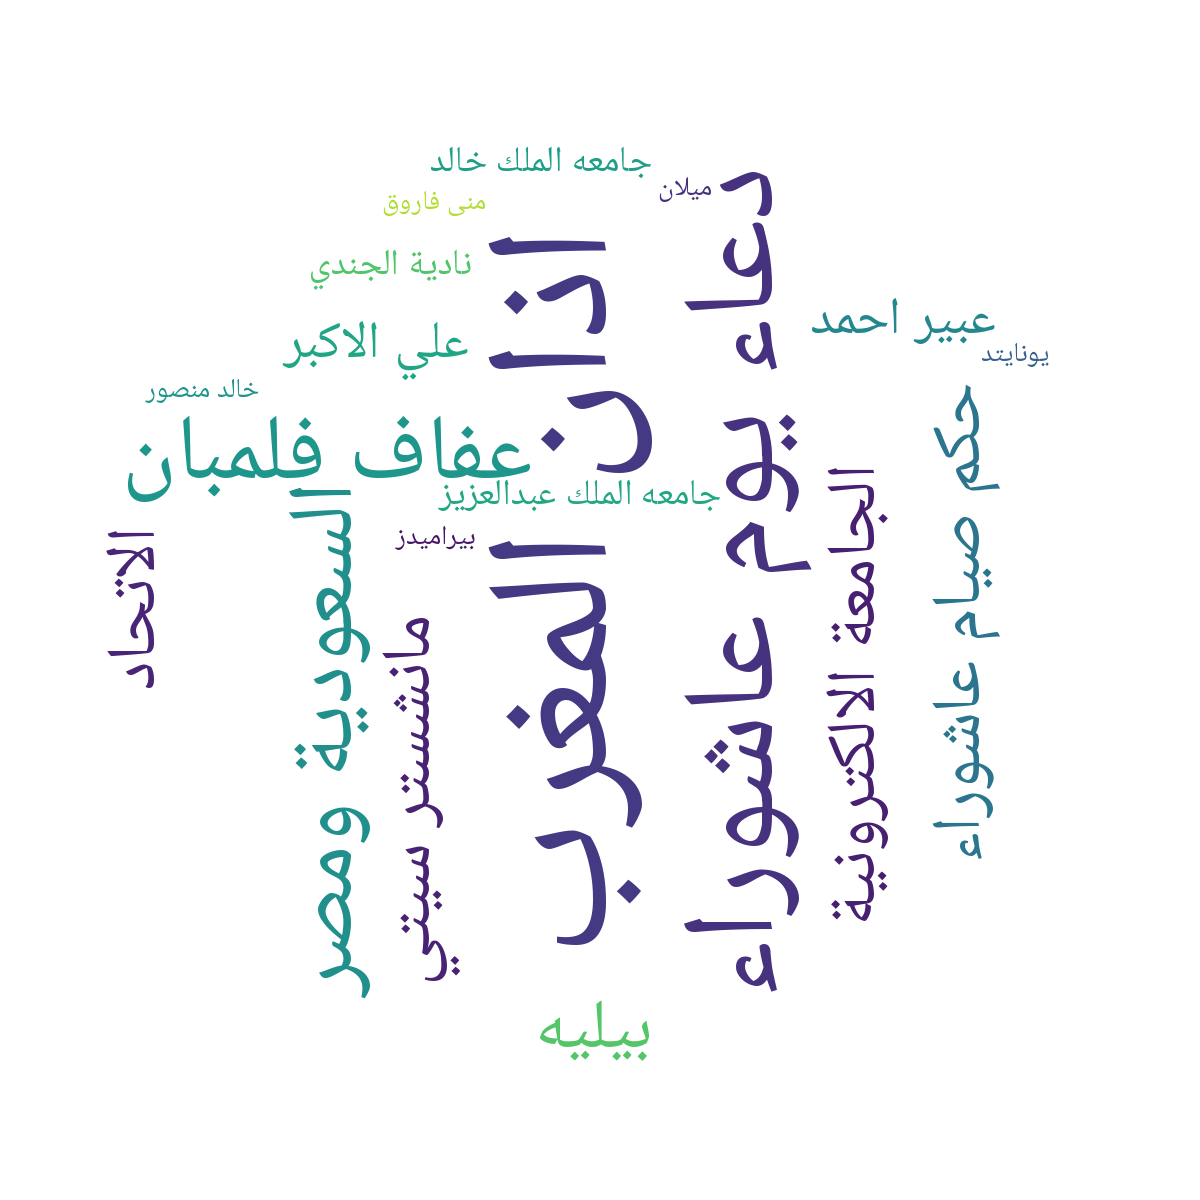 جامعه الملك خالد
ميلان
منى فاروق
نادية الجندي
دعاء يوم عاشوراء
اذان المغرب
عبير احمد
علي الاكبر
يونايتد
خالد منصور
حكم صيام عاشوراء
عفاف فلمبان
الجامعة الالكترونية
جامعه الملك عبدالعزيز
السعودية ومصر
بيراميدز
الاتحاد
مانشستر سيتي
بيليه